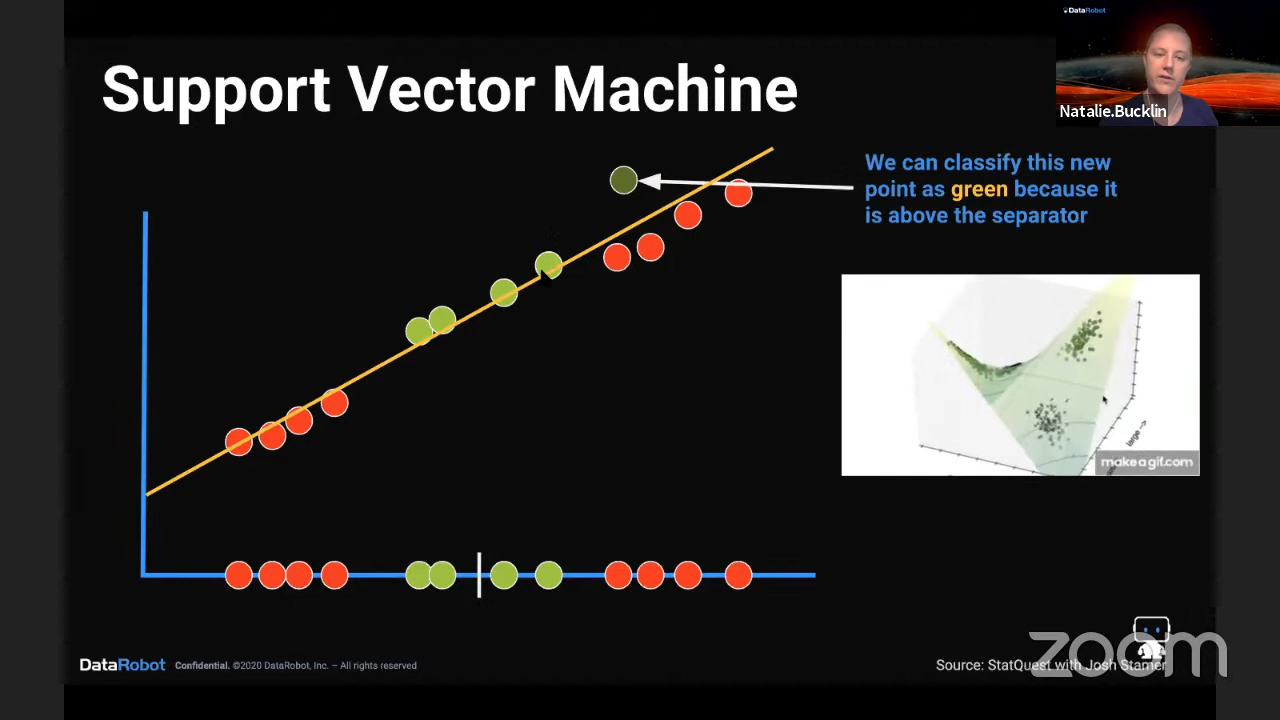 DataRobot
Natalie.Bucklin
Support Vector Machine
We can classify this new
point as green because it
is above the separator
large -->
makeagif.com
DataRobot Confidential. ©2020 DataRobot, Inc. – All rights reserved
Source: StatQuest with Josh Starmer
zoom